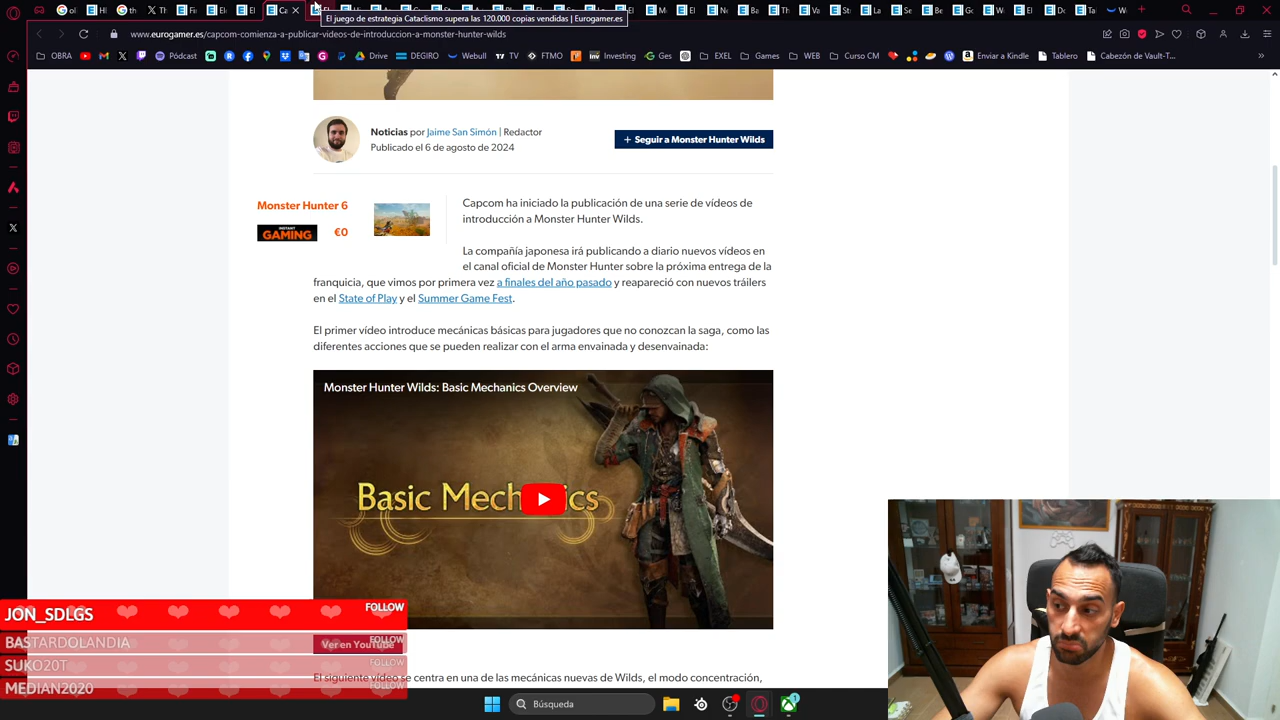 El juego de estrategia Cataclismo supera las 120.000 copias vendidas | Eurogamer.es
www.eurogamer.es/capcom-comienza-a-publicar-videos-de-introduccion-a-monster-hunter-wilds
OBRA
Pódcast
Drive
DEGIRO
Webull
TV
FTMO
Investing
Ges
EXEL
Games
WEB
Curso CM
Enviar a Kindle
Tablero
Cabezón de Vault-T...
Noticias por Jaime San Simón | Redactor
Publicado el 6 de agosto de 2024
+ Seguir a Monster Hunter Wilds
Monster Hunter 6
INSTANT GAMING
€0
Capcom ha iniciado la publicación de una serie de vídeos de
introducción a Monster Hunter Wilds.
La compañía japonesa irá publicando a diario nuevos vídeos en
el canal oficial de Monster Hunter sobre la próxima entrega de la
franquicia, que vimos por primera vez a finales del año pasado y reapareció con nuevos tráilers
en el State of Play y el Summer Game Fest.
El primer vídeo introduce mecánicas básicas para jugadores que no conozcan la saga, como las
diferentes acciones que se pueden realizar con el arma envainada y desenvainada:
Monster Hunter Wilds: Basic Mechanics Overview
JON_SDLGS FOLLOW
BASTARDOLANDIA FOLLOW
Ver en YouTube
SUKO20T FOLLOW
MEDIAN2020 FOLLOW
El siguiente vídeo se centra en una de las mecánicas nuevas de Wilds, el modo concentración,
Búsqueda
1